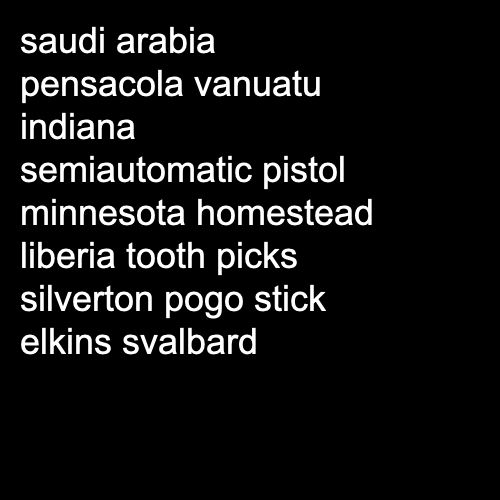 saudi arabia
pensacola vanuatu
indiana
semiautomatic pistol
minnesota homestead
liberia tooth picks
silverton pogo stick
elkins svalbard